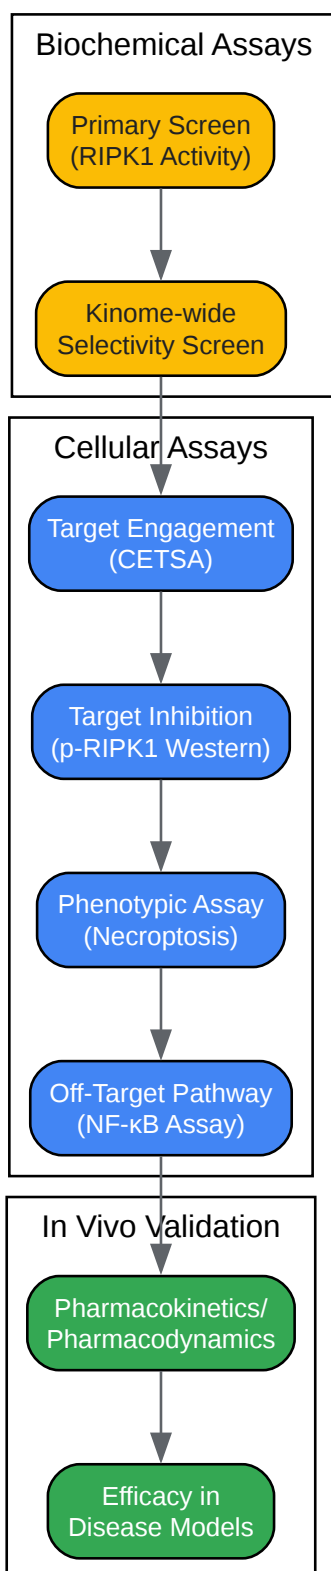 Biochemical Assays
Primary Screen
(RIPK1 Activity)
Kinome-wide
Selectivity Screen
Cellular Assays
Target Engagement
(CETSA)
Target Inhibition
(p-RIPK1 Western)
Phenotypic Assay
(Necroptosis)
Off-Target Pathway
(NF-κB Assay)
In Vivo Validation
Pharmacokinetics/
Pharmacodynamics
Efficacy in
Disease Models